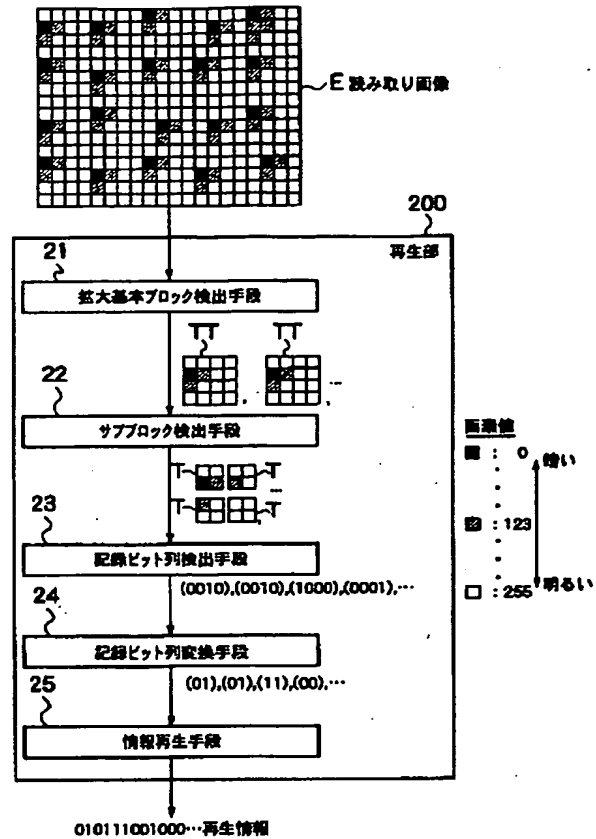 E 読み取り画像
200
再生部
21
拡大基本ブロック検出手段
TT
TT
22
サブブロック検出手段
T
T
T
T
画素値
: 0
暗い
: 123
: 255
明るい
23
記録ビット列検出手段
(0010),(0010),(1000),(0001),…
24
記録ビット列変換手段
(01),(01),(11),(00),…
25
情報再生手段
010111001000…再生情報